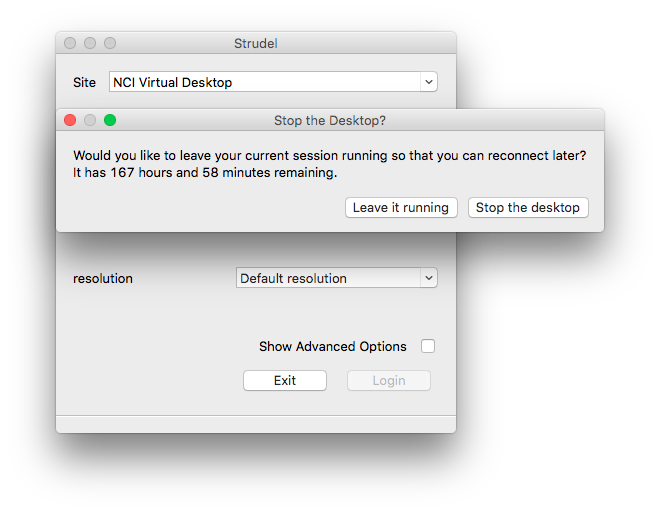 Strudel
Site NCI Virtual Desktop
Stop the Desktop?
Would you like to leave your current session running so that you can reconnect later?
It has 167 hours and 58 minutes remaining.
Leave it running Stop the desktop
resolution Default resolution
Show Advanced Options
Exit Login